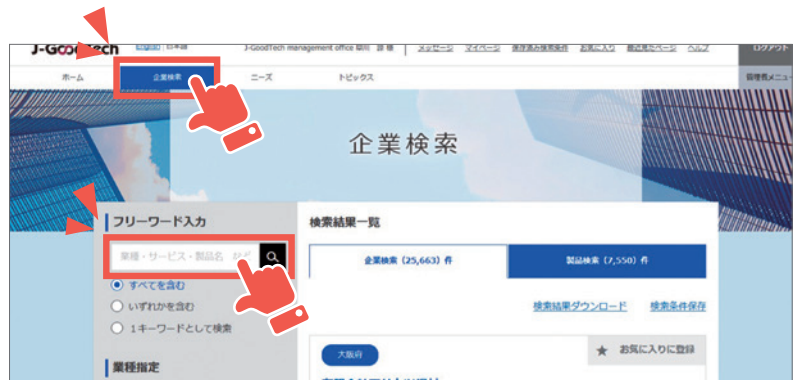 J-GoodTech
日本語
J-GoodTech management office
様
メッセージ
マイページ
保存済み検索条件
お気に入り
最近見たページ
ヘルプ
ログアウト
ホーム
企業検索
ニーズ
トピックス
管理者メニュー
企業検索
フリーワード入力
業種・サービス・製品名
すべてを含む
いずれかを含む
1キーワードとして検索
業種指定
検索結果一覧
企業検索（25,663）件
製品検索（7,550）件
検索結果ダウンロード
検索条件保存
大阪府
★ お気に入りに登録